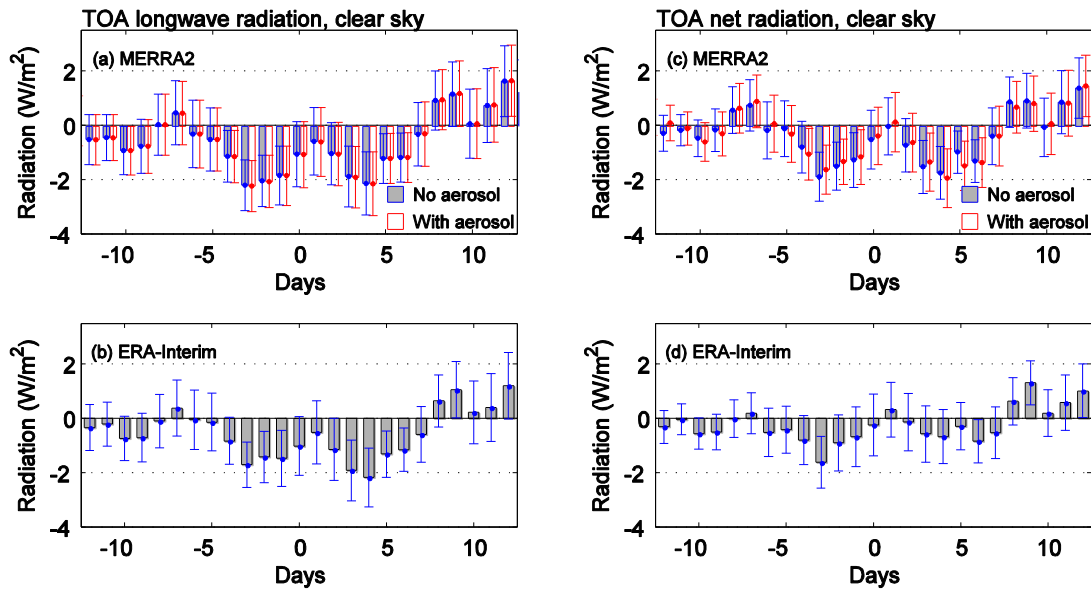 TOA longwave radiation, clear sky
(a) MERRA2
Radiation (W/m²)
2
0
-2
-4
No aerosol
With aerosol
-10
-5
0
5
10
Days
TOA net radiation, clear sky
(c) MERRA2
Radiation (W/m²)
2
0
-2
-4
No aerosol
With aerosol
-10
-5
0
5
10
Days
(b) ERA-Interim
Radiation (W/m²)
2
0
-2
-4
-10
-5
0
5
10
Days
(d) ERA-Interim
Radiation (W/m²)
2
0
-2
-4
-10
-5
0
5
10
Days